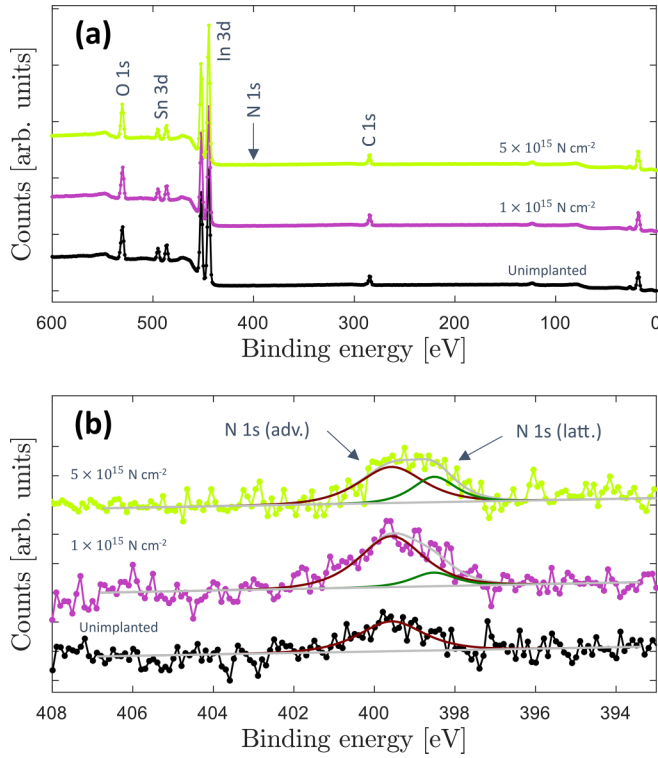 (a)
Counts [arb. units]
O 1s
Sn 3d
In 3d
N 1s
C 1s
5 × 10¹⁵ N cm⁻²
1 × 10¹⁵ N cm⁻²
Unimplanted
600 500 400 300 200 100 0
Binding energy [eV]
(b)
Counts [arb. units]
N 1s (adv.)
N 1s (latt.)
5 × 10¹⁵ N cm⁻²
1 × 10¹⁵ N cm⁻²
Unimplanted
408 406 404 402 400 398 396 394
Binding energy [eV]